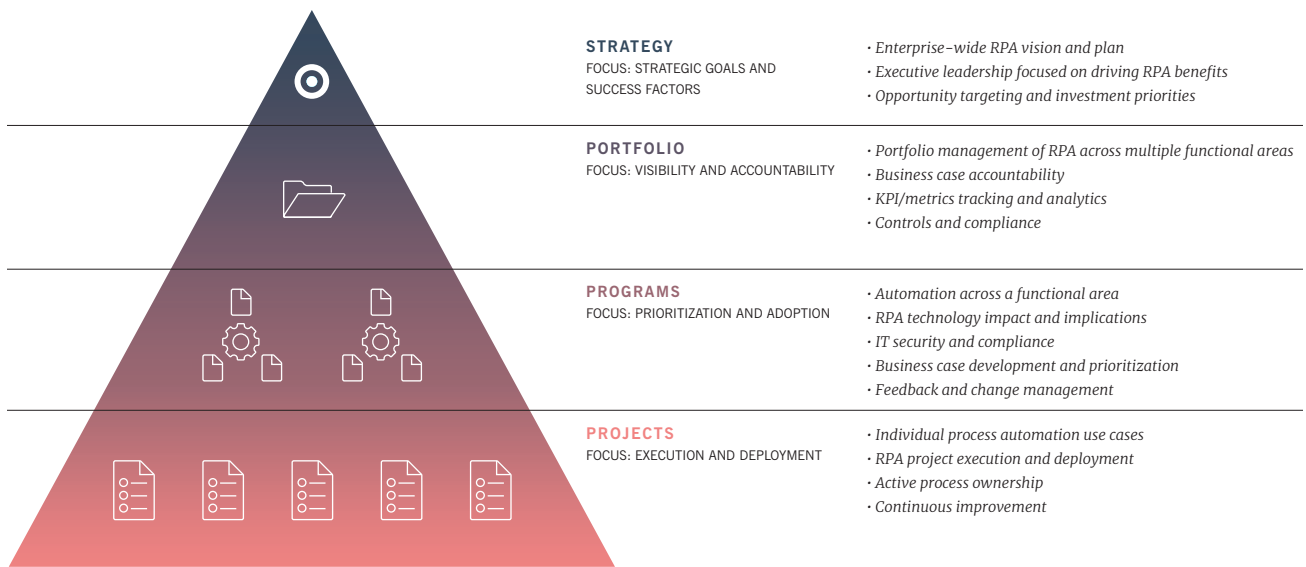 STRATEGY
FOCUS: STRATEGIC GOALS AND
SUCCESS FACTORS
• Enterprise-wide RPA vision and plan
• Executive leadership focused on driving RPA benefits
• Opportunity targeting and investment priorities
PORTFOLIO
FOCUS: VISIBILITY AND ACCOUNTABILITY
• Portfolio management of RPA across multiple functional areas
• Business case accountability
• KPI/metrics tracking and analytics
• Controls and compliance
PROGRAMS
FOCUS: PRIORITIZATION AND ADOPTION
• Automation across a functional area
• RPA technology impact and implications
• IT security and compliance
• Business case development and prioritization
• Feedback and change management
PROJECTS
FOCUS: EXECUTION AND DEPLOYMENT
• Individual process automation use cases
• RPA project execution and deployment
• Active process ownership
• Continuous improvement